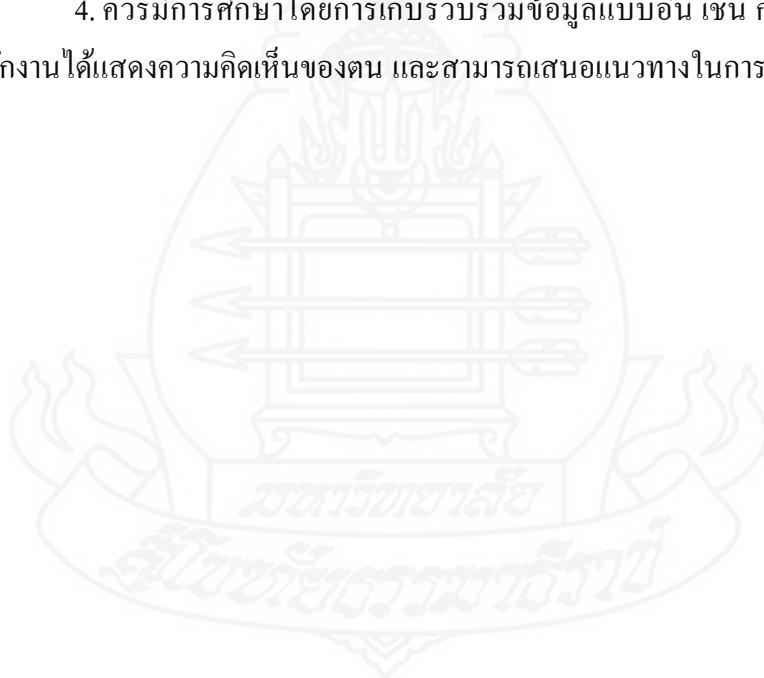 4. ควรมีการศึกษาโดยการเก็บรวบรวมข้อมูลแบบอื่น เช่น
งานได้แสดงความคิดเห็นของตน และสามารถเสนอแนวทางในการ
มหาวิทยาลัย
สุโขทัยธรรมาธิราช